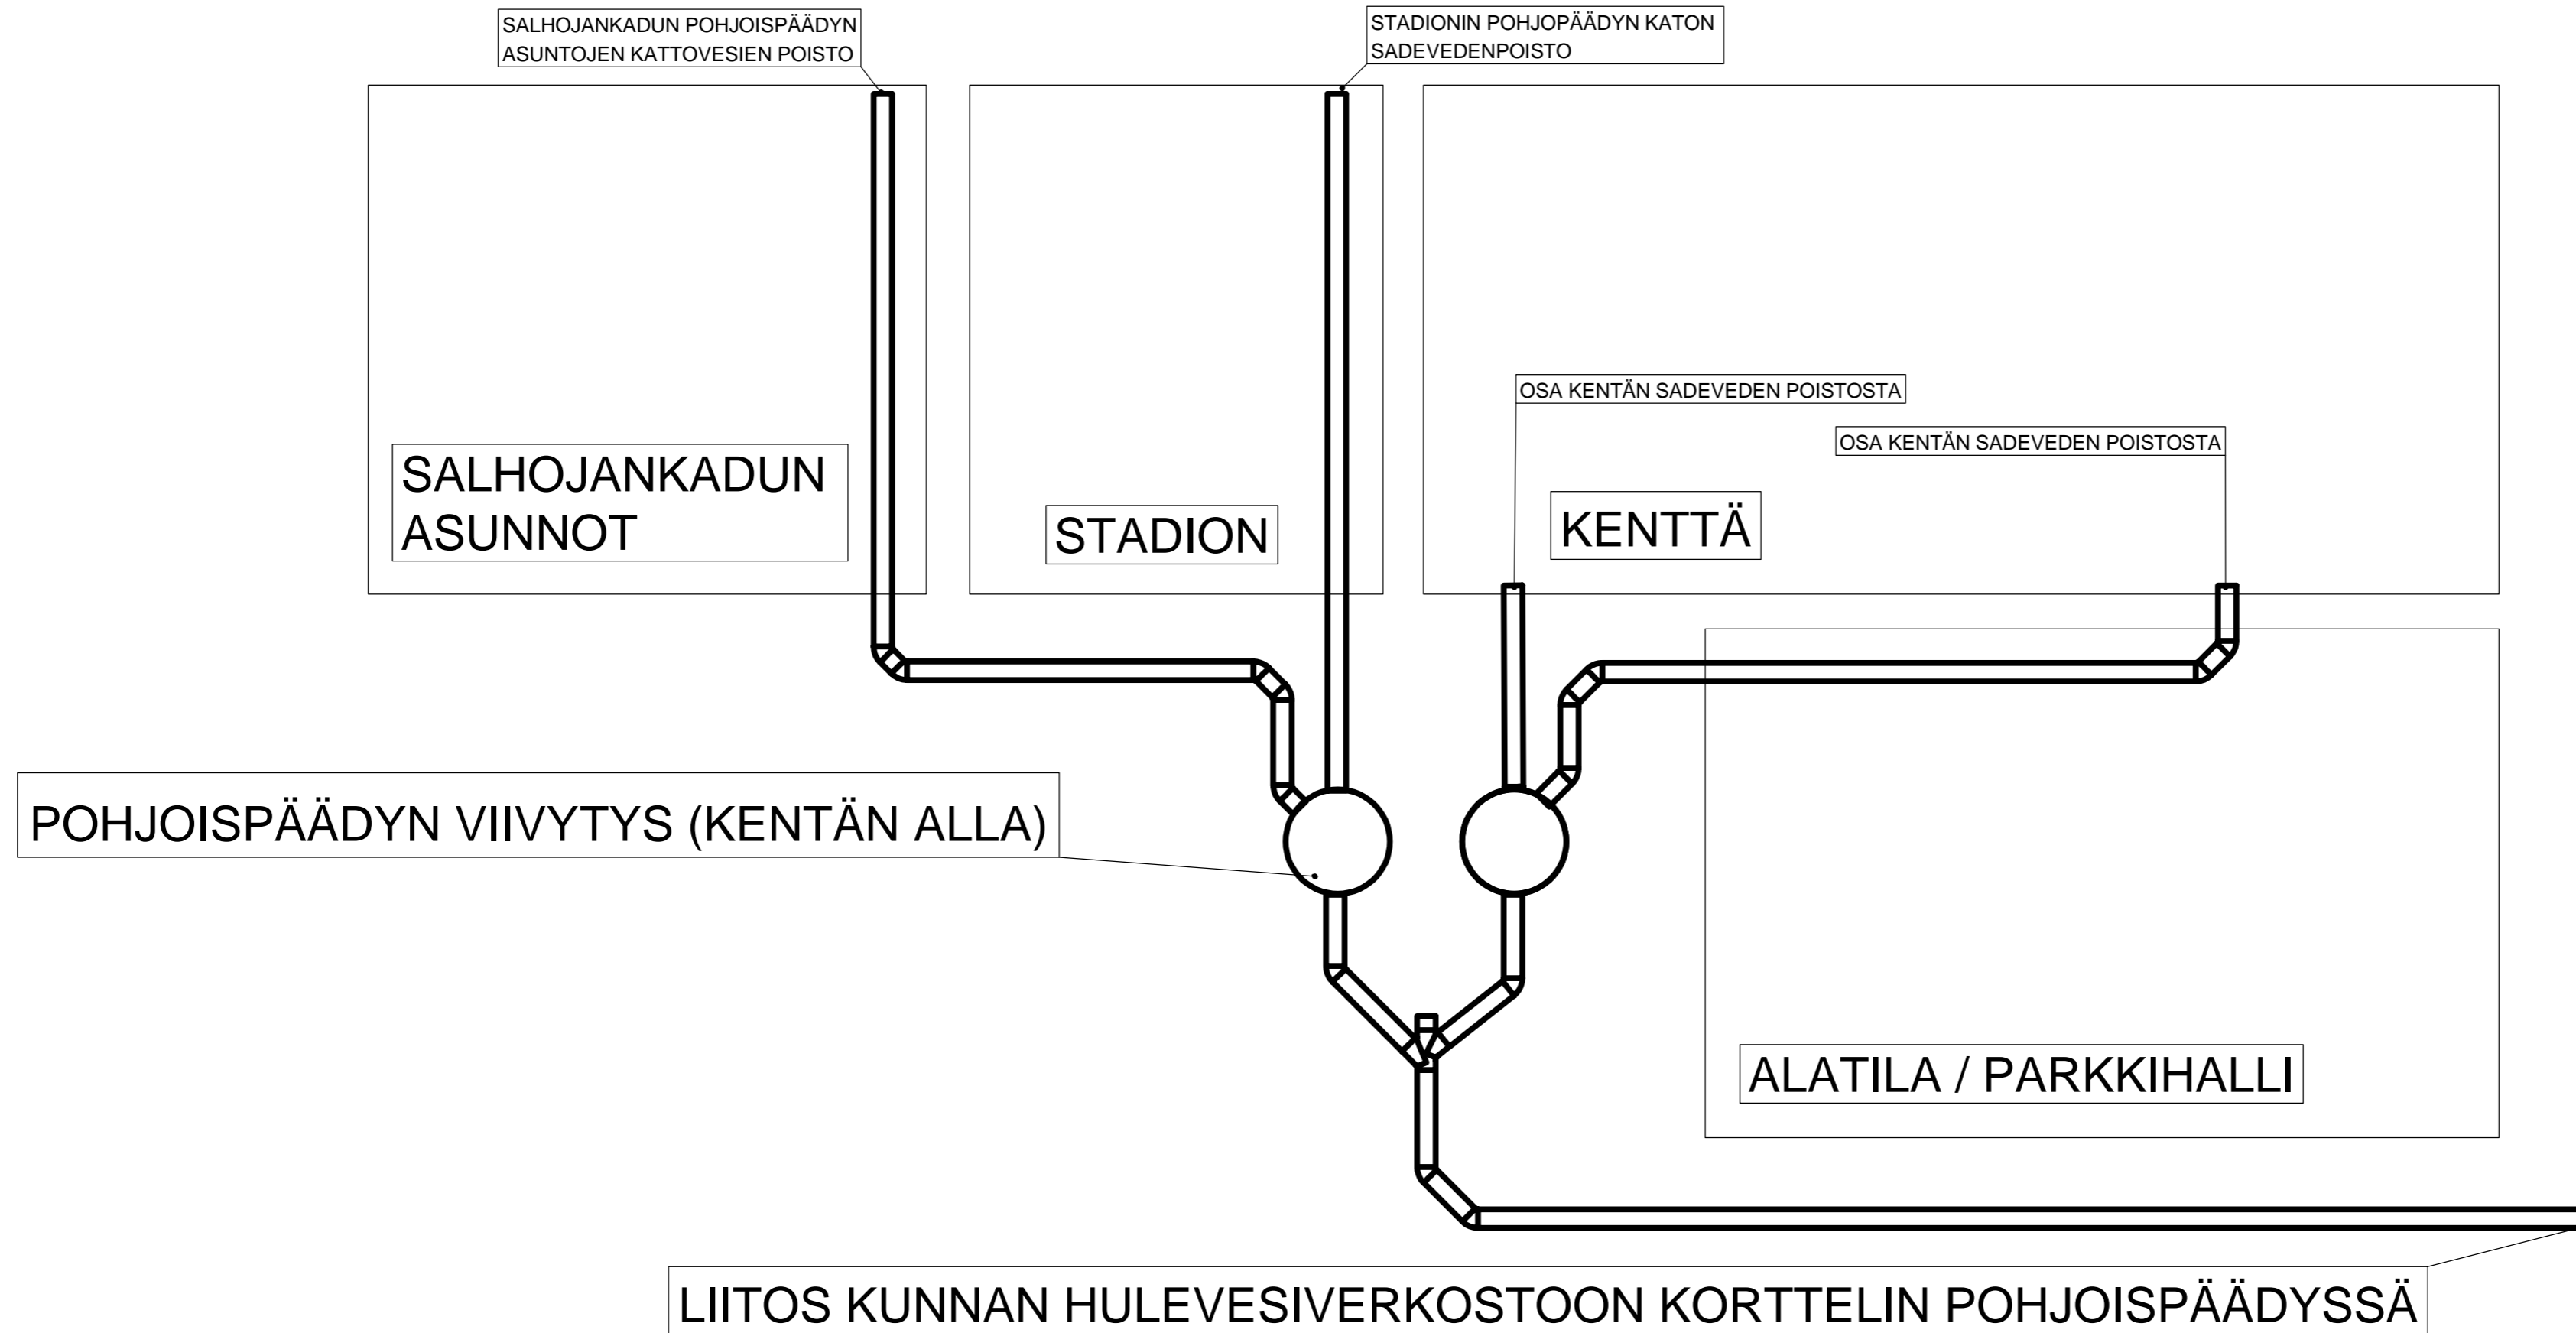 SALHOJANKADUN POHJOISPÄÄDYN
ASUNTOJEN KATTOVESIEN POISTO
STADIONIN POHJOPÄÄDYN KATON
SADEVEDENPOISTO
OSA KENTÄN SADEVEDEN POISTOSTA
OSA KENTÄN SADEVEDEN POISTOSTA
SALHOJANKADUN
ASUNNOT
STADION
KENTTÄ
POHJOISPÄÄDYN VIIVYTYS (KENTÄN ALLA)
ALATILA / PARKKIHALLI
LIITOS KUNNAN HULEVESIVERKOSTOON KORTTELIN POHJOISPÄÄDYSSÄ